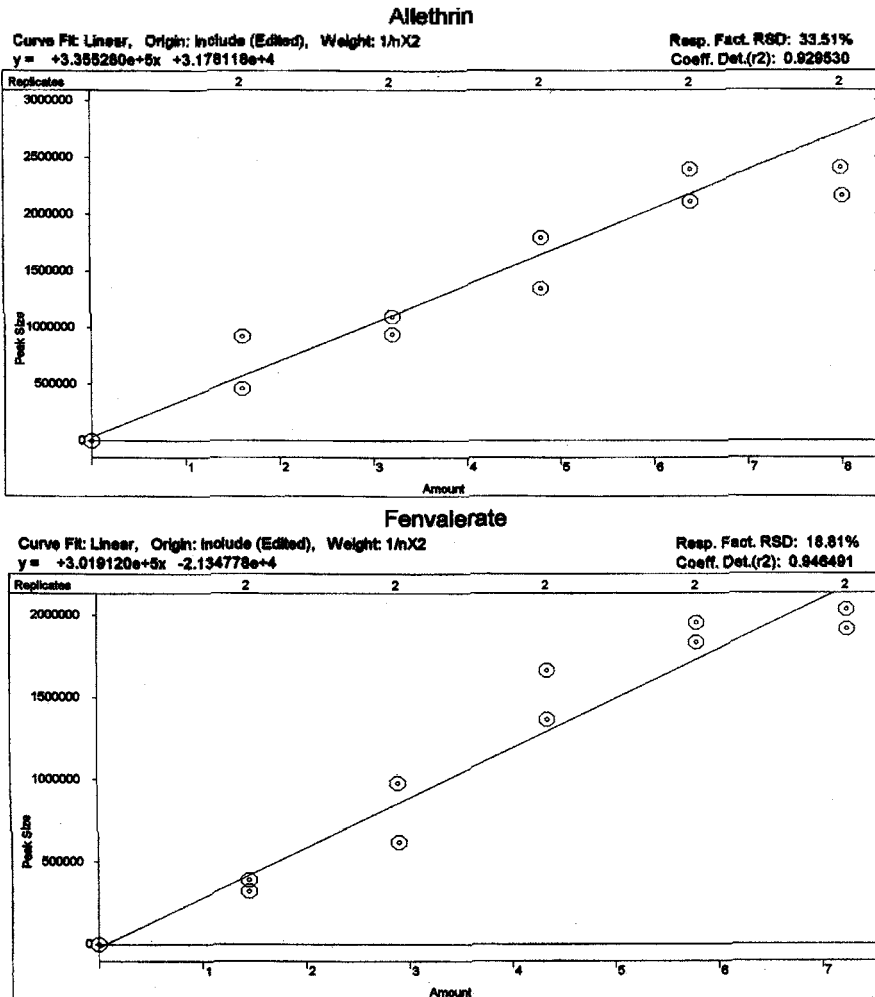 Allethrin
Curve Fit: Linear, Origin: Include (Edited), Weight: 1/nX2 Resp. Fact. RSD: 33.51%
y = +3.355280e+5x +3.178118e+4 Coeff. Det.(r2): 0.929530
Replicates 2 2 2 2 2
3000000
2500000
2000000
1500000
1000000
500000
0
Peak Size
1 2 3 4 5 6 7 8
Amount
Fenvalerate
Curve Fit: Linear, Origin: Include (Edited), Weight: 1/nX2 Resp. Fact. RSD: 18.81%
y = +3.019120e+5x -2.134778e+4 Coeff. Det.(r2): 0.946491
Replicates 2 2 2 2 2
2000000
1500000
1000000
500000
0
Peak Size
1 2 3 4 5 6 7
Amount